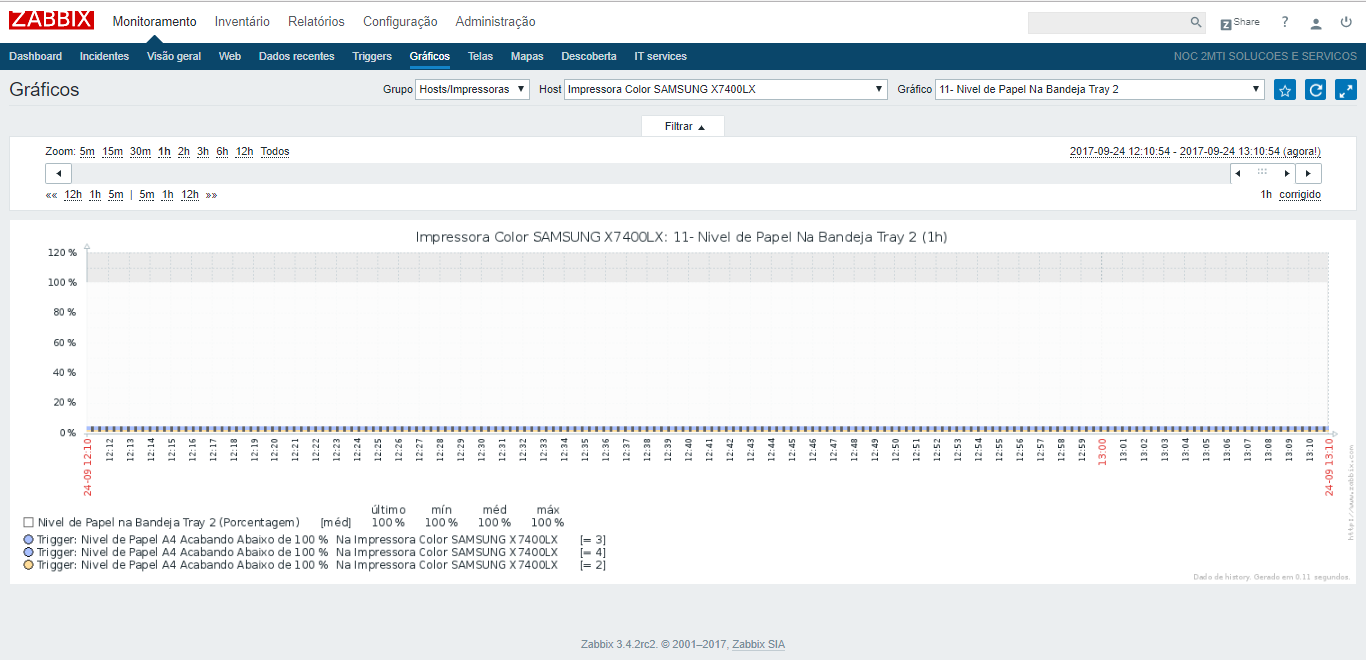 ZABBIX Monitoramento Inventário Relatórios Configuração Administração Z Share ?
Dashboard Incidentes Visão geral Web Dados recentes Triggers Gráficos Telas Mapas Descoberta IT services NOC 2MTI SOLUCOES E SERVICOS
Gráficos Grupo Hosts/Impressoras Host Impressora Color SAMSUNG X7400LX Gráfico 11- Nivel de Papel Na Bandeja Tray 2
Filtrar
Zoom: 5m 15m 30m 1h 2h 3h 6h 12h Todos 2017-09-24 12:10:54 - 2017-09-24 13:10:54 (agora!)
«« 12h 1h 5m | 5m 1h 12h »» 1h corrigido
Impressora Color SAMSUNG X7400LX: 11- Nivel de Papel Na Bandeja Tray 2 (1h)
120 %
100 %
80 %
60 %
40 %
20 %
0 %
24-09 12:10 12:12 12:13 12:14 12:15 12:16 12:17 12:18 12:19 12:20 12:21 12:22 12:23 12:24 12:25 12:26 12:27 12:28 12:29 12:30 12:31 12:32 12:33 12:34 12:35 12:36 12:37 12:38 12:39 12:40 12:41 12:42 12:43 12:44 12:45 12:46 12:47 12:48 12:49 12:50 12:51 12:52 12:53 12:54 12:55 12:56 12:57 12:58 12:59 13:00 13:01 13:02 13:03 13:04 13:05 13:06 13:07 13:08 13:09 13:10 24-09 13:10
http://www.zabbix.com
último mín méd máx
Nivel de Papel na Bandeja Tray 2 (Porcentagem) [méd] 100 % 100 % 100 % 100 %
Trigger: Nivel de Papel A4 Acabando Abaixo de 100 % Na Impressora Color SAMSUNG X7400LX [= 3]
Trigger: Nivel de Papel A4 Acabando Abaixo de 100 % Na Impressora Color SAMSUNG X7400LX [= 4]
Trigger: Nivel de Papel A4 Acabando Abaixo de 100 % Na Impressora Color SAMSUNG X7400LX [= 2]
Dado de history. Gerado em 0.11 segundos.
Zabbix 3.4.2rc2. © 2001–2017, Zabbix SIA